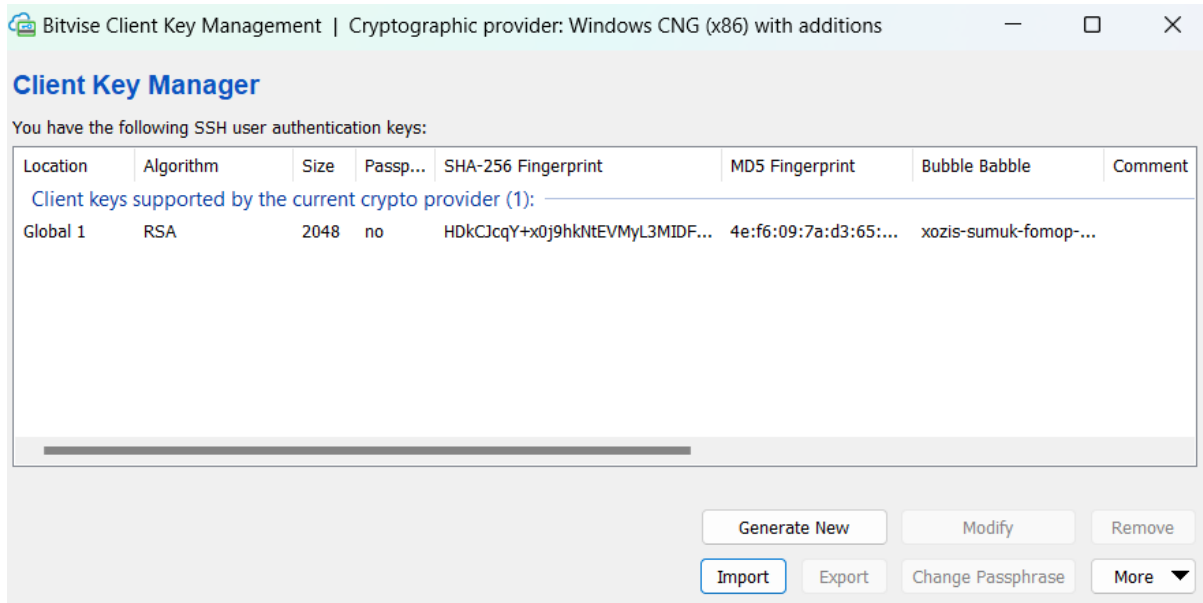 Bitvise Client Key Management | Cryptographic provider: Windows CNG (x86) with additions
Client Key Manager
You have the following SSH user authentication keys:
Location Algorithm Size Passp... SHA-256 Fingerprint MD5 Fingerprint Bubble Babble Comment
Client keys supported by the current crypto provider (1):
Global 1 RSA 2048 no HDkCJcqY+x0j9hkNtEVMyL3MIDF... 4e:f6:09:7a:d3:65:... xozis-sumuk-fomop-...
Generate New Modify Remove
Import Export Change Passphrase More